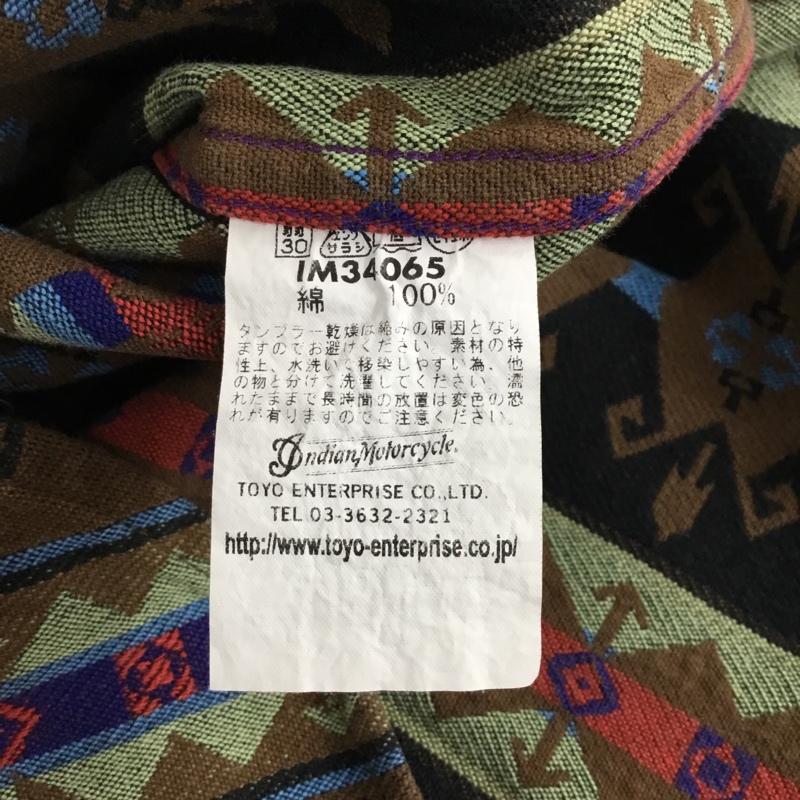 30 サラシ
IM34065
綿 100%
タンブラー乾燥は縮みの原因となり
ますのでお避けください。素材の特
性上、水洗いで移染しやすい為、他
の物と分けて洗濯してください。濡
れたままで長時間の放置は変色の恐
れが有りますのでご注意ください。
Indian Motorcycle.
TOYO ENTERPRISE CO.,LTD.
TEL 03-3632-2321
http://www.toyo-enterprise.co.jp/